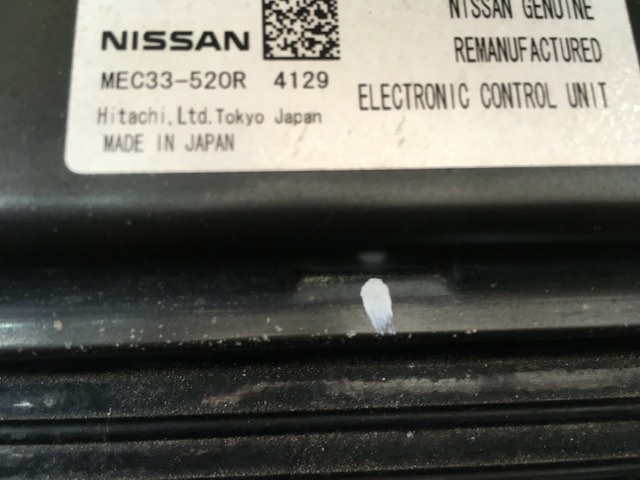 NISSAN
MEC33-520R 4129
Hitachi,Ltd.Tokyo Japan
MADE IN JAPAN
NISSAN GENUINE
REMANUFACTURED
ELECTRONIC CONTROL UNIT